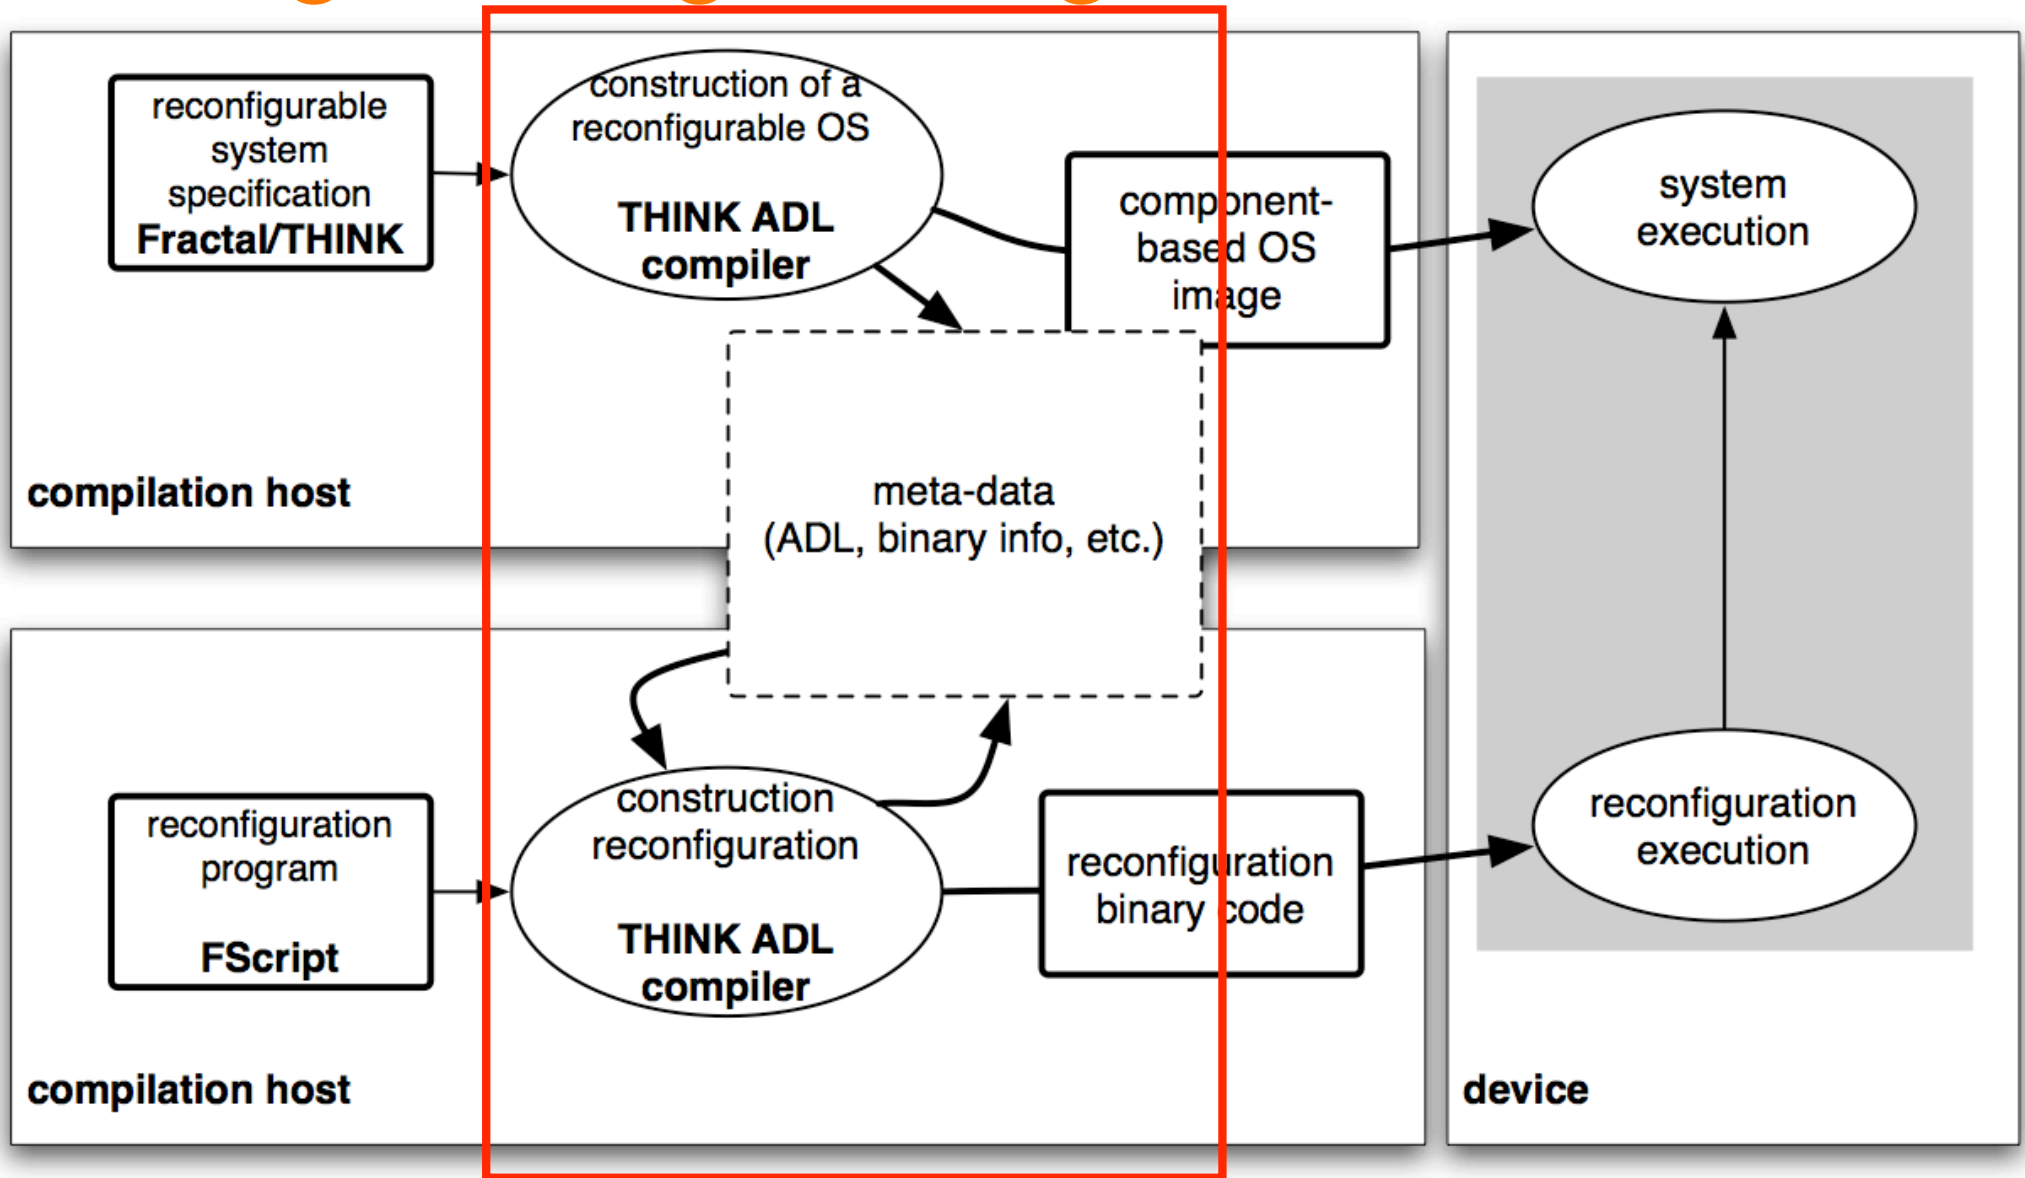 reconfigurable
system
specification
Fractal/THINK
construction of a
reconfigurable OS
THINK ADL
compiler
component-
based OS
image
system
execution
compilation host
meta-data
(ADL, binary info, etc.)
reconfiguration
program
FScript
construction
reconfiguration
THINK ADL
compiler
reconfiguration
binary code
reconfiguration
execution
compilation host
device